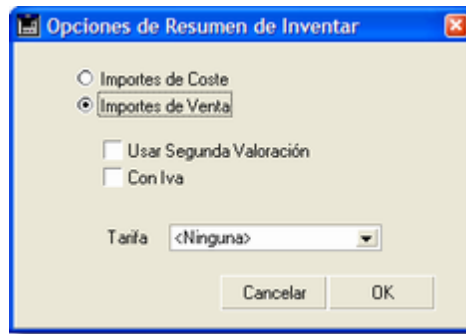 Opciones de Resumen de Inventar
Importes de Coste
Importes de Venta
Usar Segunda Valoración
Con Iva
Tarifa <Ninguna>
Cancelar OK